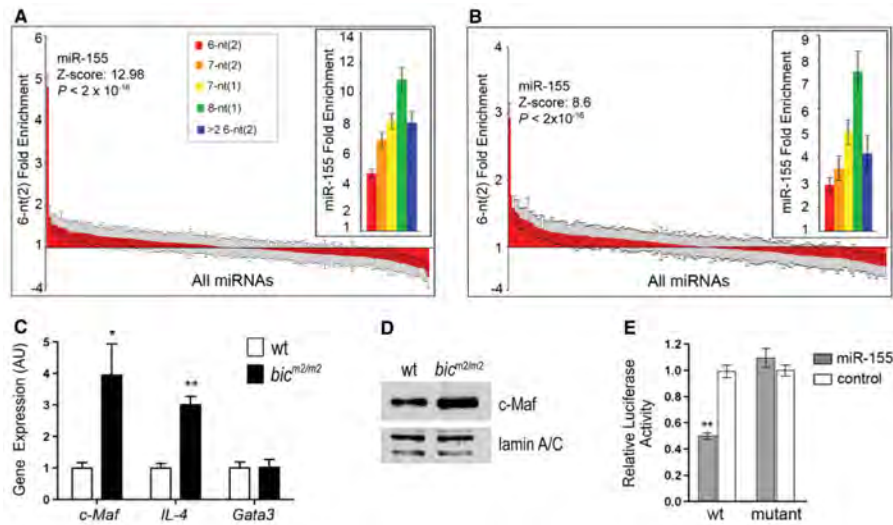 A
6
5
4
3
2
1
-4
6-nt(2) Fold Enrichment
miR-155
Z-score: 12.98
P < 2 x 10-16
6-nt(2)
7-nt(2)
7-nt(1)
8-nt(1)
>2 6-nt(2)
14
12
10
8
6
4
2
1
miR-155 Fold Enrichment
All miRNAs
B
4
3
2
1
-4
6-nt(2) Fold Enrichment
miR-155
Z-score: 8.6
P < 2x10-16
9
8
7
6
5
4
3
2
1
miR-155 Fold Enrichment
All miRNAs
C
Gene Expression (AU)
5
4
3
2
1
0
*
**
wt
bic m2/m2
c-Maf IL-4 Gata3
D
wt bic m2/m2
c-Maf
lamin A/C
E
Relative Luciferase
Activity
1.2
1.0
0.8
0.6
0.4
0.2
0.0
**
miR-155
control
wt mutant